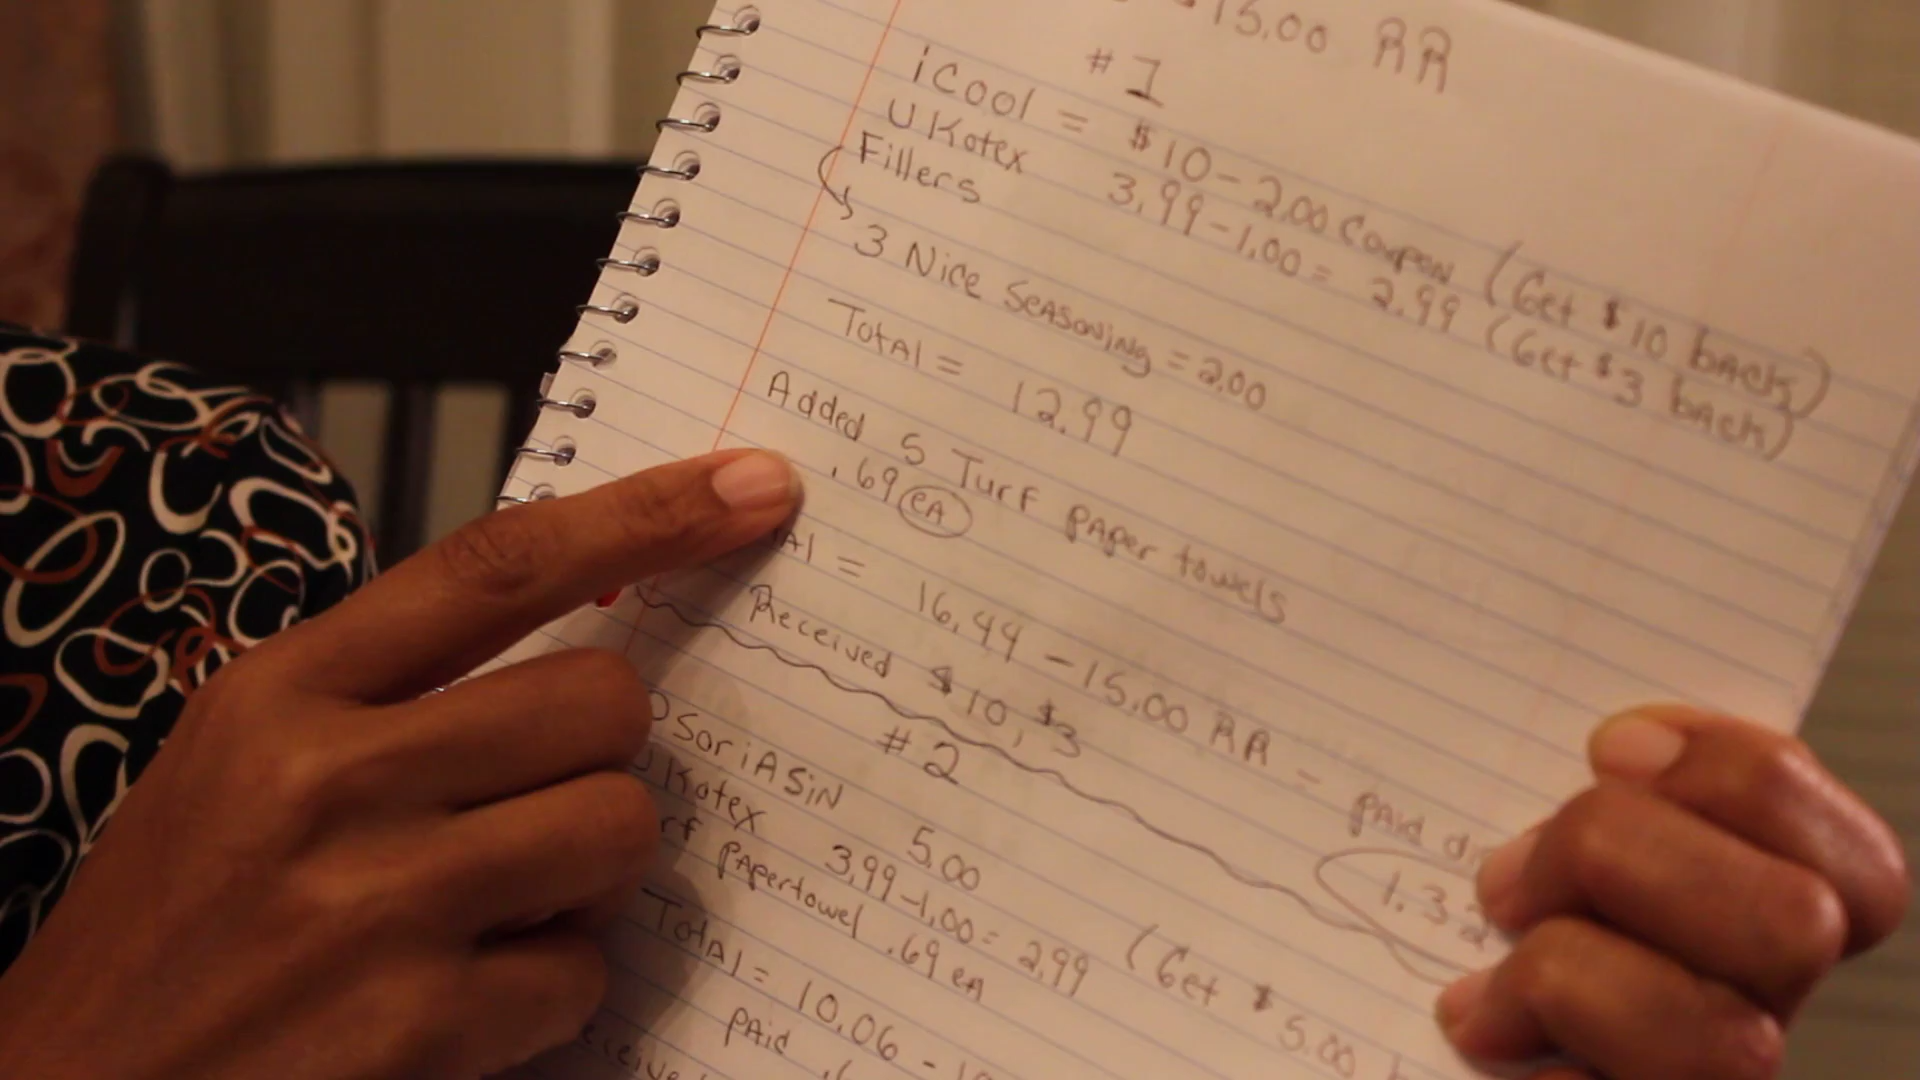 $15.00 RR
#1
iCool = $10-2.00 Coupon (Get $10 back)
U Kotex 3.99-1.00= 2.99 (Get $3 back)
Fillers
3 Nice Seasoning = 2.00
Total = 12.99
Added 5 Turf Paper towels
.69 ea
= 16.44 - 15.00 RR - paid
1.32
Received $10, $3
#2
Soriasin 5.00 (Get $5.00
U Kotex 3.99-1.00= 2.99
Papertowel .69 ea
Total = 10.06 -
paid